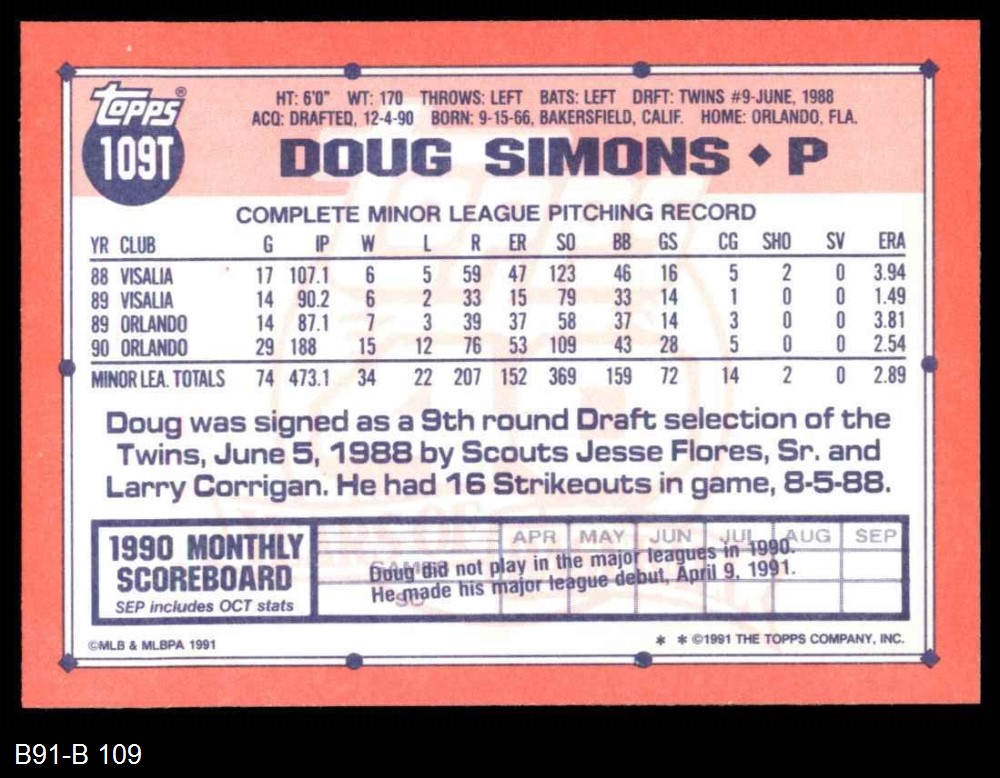 topps®
109T
HT: 6'0" WT: 170 THROWS: LEFT BATS: LEFT DRFT: TWINS #9-JUNE, 1988
ACQ: DRAFTED, 12-4-90 BORN: 9-15-66, BAKERSFIELD, CALIF. HOME: ORLANDO, FLA.
DOUG SIMONS ◆ P
COMPLETE MINOR LEAGUE PITCHING RECORD
YR CLUB G IP W L R ER SO BB GS CG SHO SV ERA
88 VISALIA 17 107.1 6 5 59 47 123 46 16 5 2 0 3.94
89 VISALIA 14 90.2 6 2 33 15 79 33 14 1 0 0 1.49
89 ORLANDO 14 87.1 7 3 39 37 58 37 14 3 0 0 3.81
90 ORLANDO 29 188 15 12 76 53 109 43 28 5 0 0 2.54
MINOR LEA. TOTALS 74 473.1 34 22 207 152 369 159 72 14 2 0 2.89
Doug was signed as a 9th round Draft selection of the
Twins, June 5, 1988 by Scouts Jesse Flores, Sr. and
Larry Corrigan. He had 16 Strikeouts in game, 8-5-88.
1990 MONTHLY
SCOREBOARD
SEP includes OCT stats
APR MAY JUN JUL AUG SEP
GAMES
SO
Doug did not play in the major leagues in 1990.
He made his major league debut, April 9, 1991.
©MLB & MLBPA 1991
* * ©1991 THE TOPPS COMPANY, INC.
B91-B 109